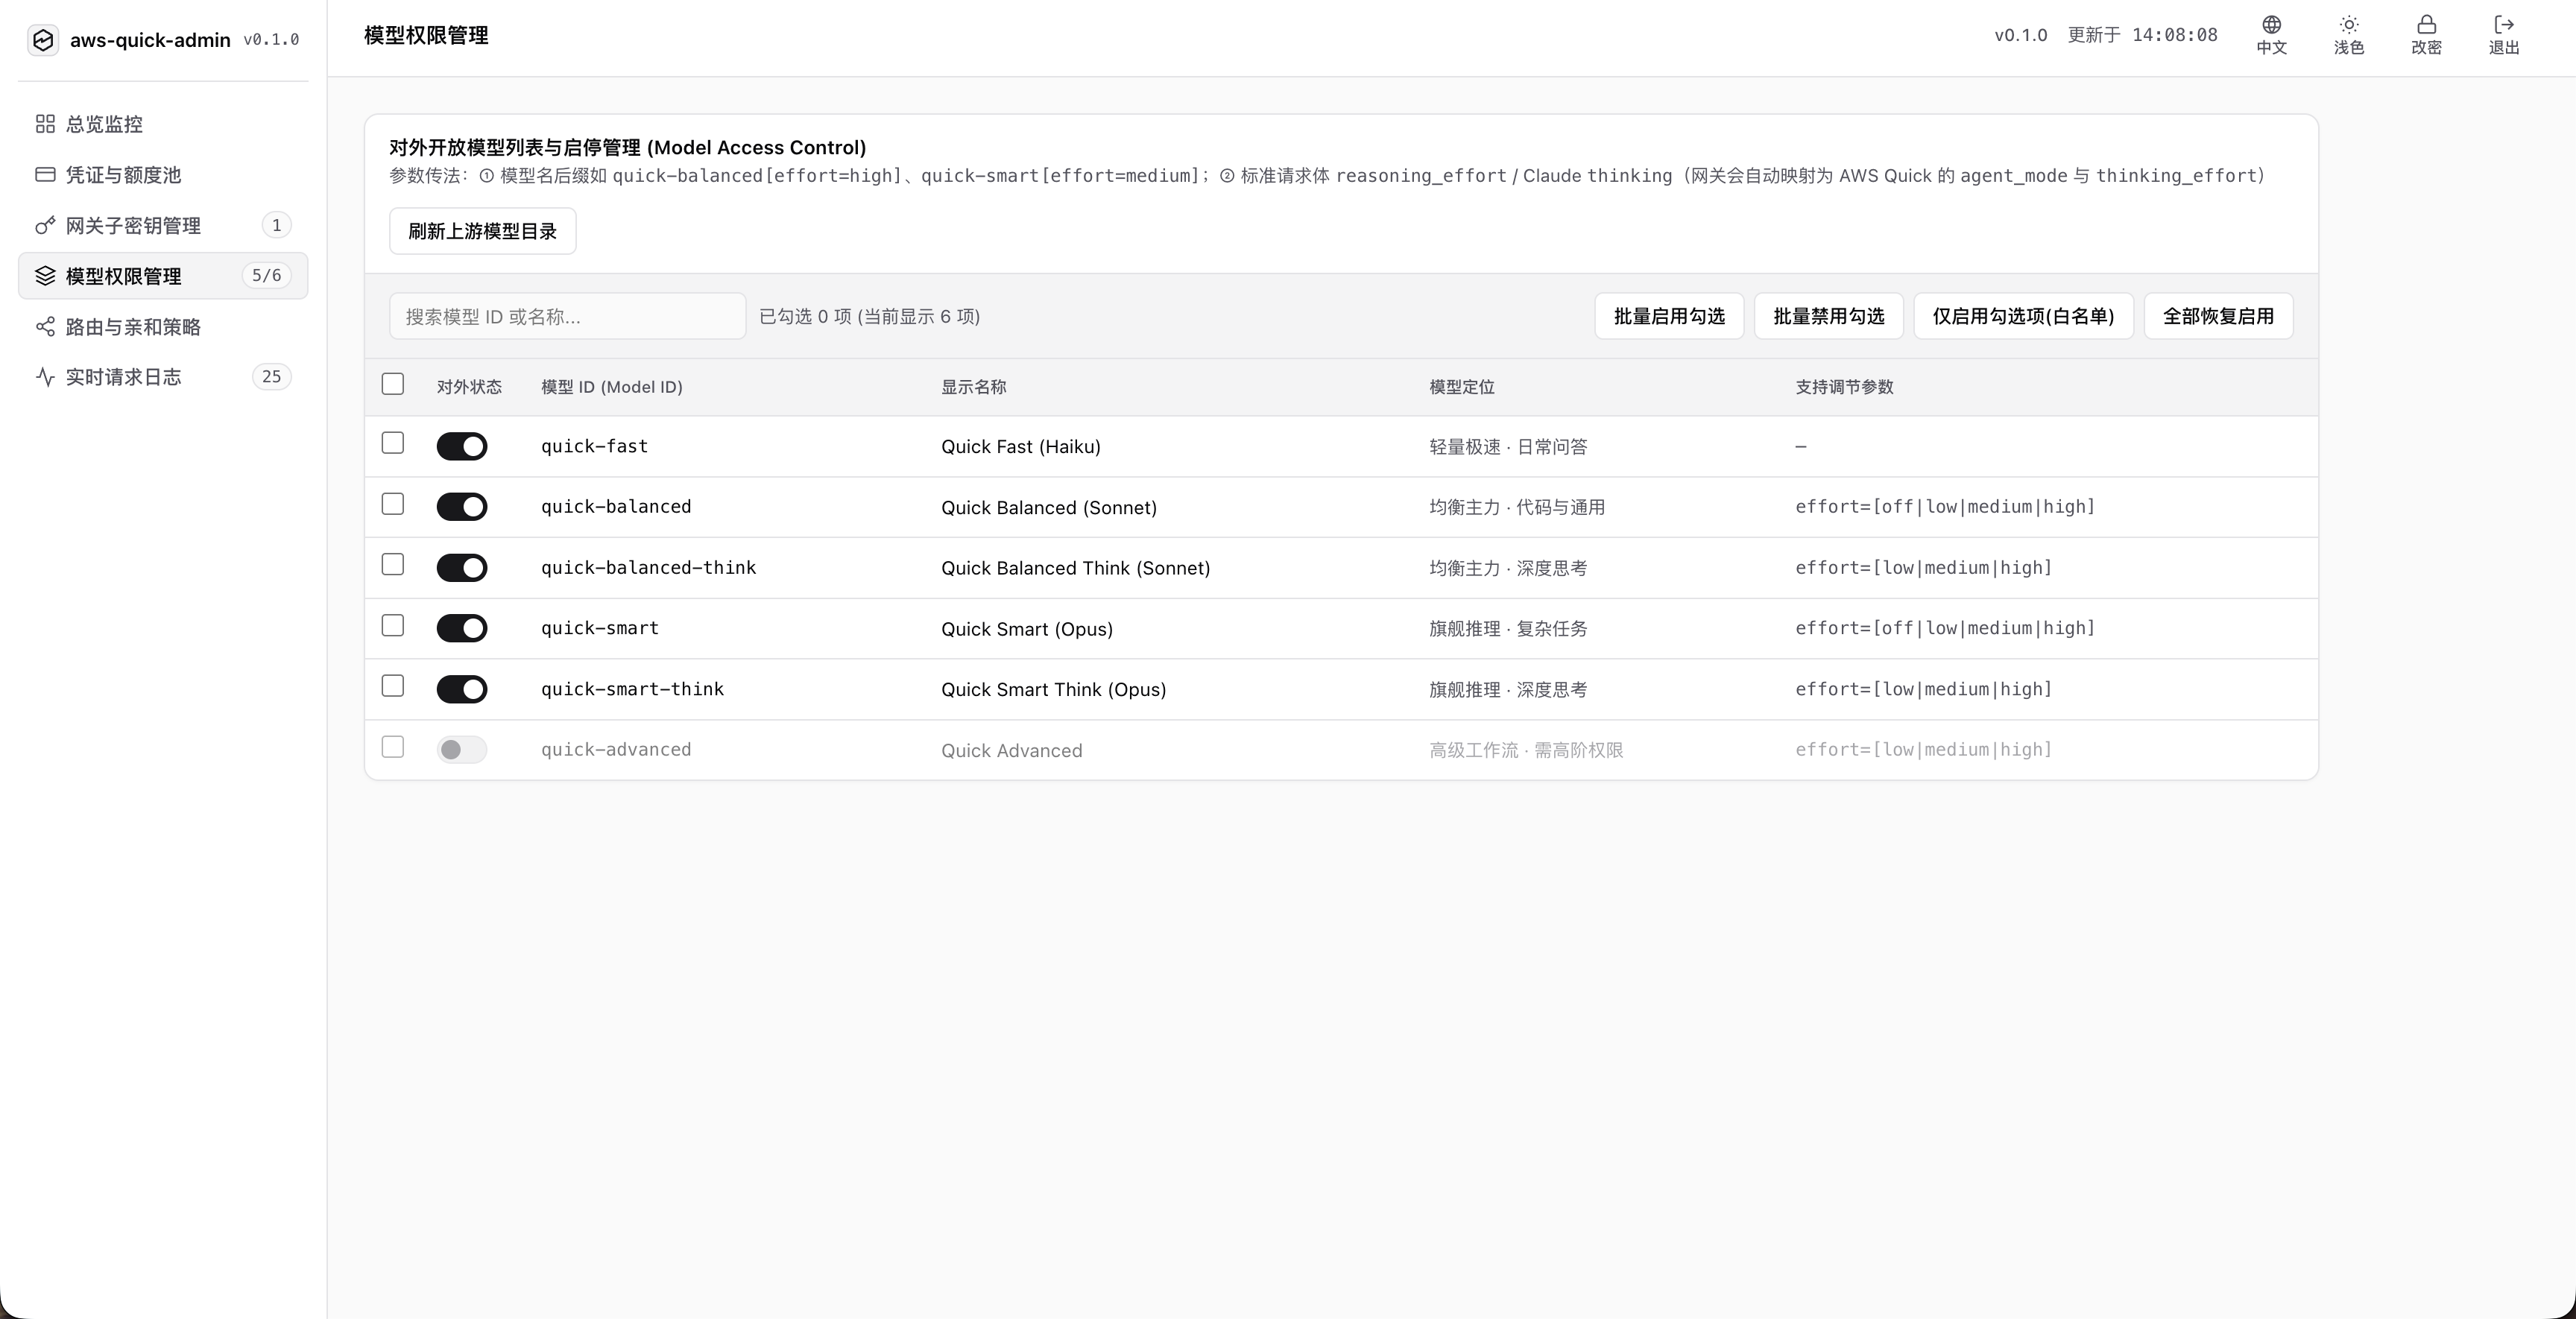 aws-quick-admin v0.1.0
总览监控
凭证与额度池
网关子密钥管理 1
模型权限管理 5/6
路由与亲和策略
实时请求日志 25
模型权限管理
v0.1.0 更新于 14:08:08
中文
浅色
改密
退出
对外开放模型列表与启停管理 (Model Access Control)
参数传法：① 模型名后缀如 quick-balanced[effort=high]、quick-smart[effort=medium]；② 标准请求体 reasoning_effort / Claude thinking（网关会自动映射为 AWS Quick 的 agent_mode 与 thinking_effort）
刷新上游模型目录
搜索模型 ID 或名称... 已勾选 0 项 (当前显示 6 项) 批量启用勾选 批量禁用勾选 仅启用勾选项(白名单) 全部恢复启用
对外状态 模型 ID (Model ID) 显示名称 模型定位 支持调节参数
quick-fast Quick Fast (Haiku) 轻量极速 · 日常问答 —
quick-balanced Quick Balanced (Sonnet) 均衡主力 · 代码与通用 effort=[off|low|medium|high]
quick-balanced-think Quick Balanced Think (Sonnet) 均衡主力 · 深度思考 effort=[low|medium|high]
quick-smart Quick Smart (Opus) 旗舰推理 · 复杂任务 effort=[off|low|medium|high]
quick-smart-think Quick Smart Think (Opus) 旗舰推理 · 深度思考 effort=[low|medium|high]
quick-advanced Quick Advanced 高级工作流 · 需高阶权限 effort=[low|medium|high]